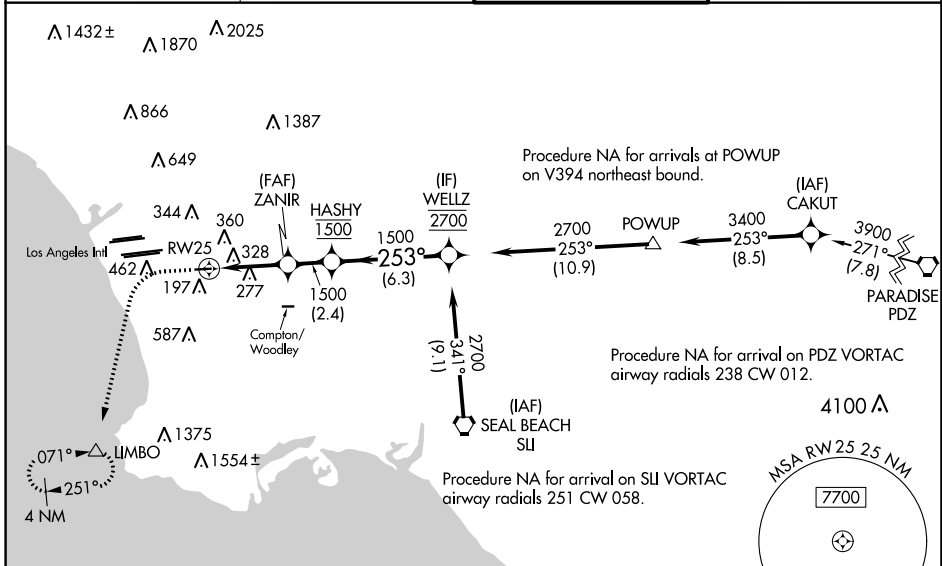 1432 ±
1870
2025
866
1387
649
Procedure NA for arrivals at POWUP
on V394 northeast bound.
(FAF)
ZANIR
(IF)
WELLZ
2700
(IAF)
CAKUT
HASHY
1500
344
360
328
RW25
Los Angeles Intl
462
197
277
1500
253°
(6.3)
2700
253°
(10.9)
POWUP
3400
253°
(8.5)
3900
271°
(7.8)
PARADISE
PDZ
1500
(2.4)
587
Compton/
Woodley
2700
341°
(9.1)
Procedure NA for arrival on PDZ VORTAC
airway radials 238 CW 012.
4100
(IAF)
SEAL BEACH
SLI
1375
1554 ±
071°
LIMBO
251°
4 NM
Procedure NA for arrival on SLI VORTAC
airway radials 251 CW 058.
MSA RW 25 25 NM
7700